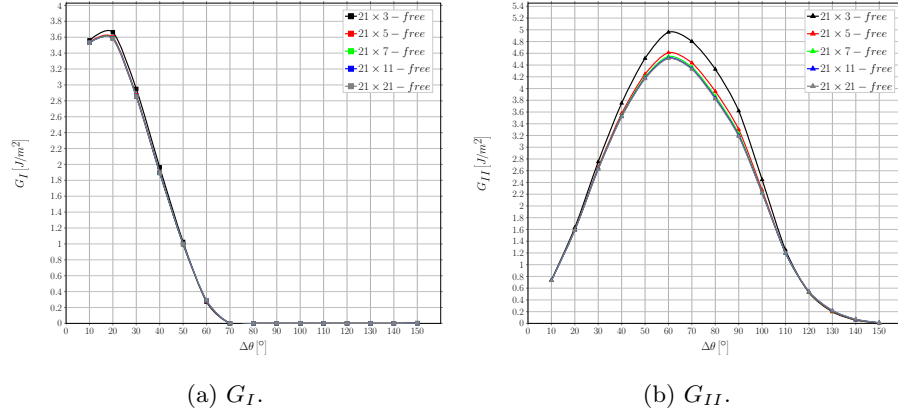 4
3.8
3.6
3.4
3.2
3
2.8
2.6
2.4
2.2
2
1.8
1.6
1.4
1.2
1
0.8
0.6
0.4
0.2
0
G_I [J/m²]
21 × 3 − free
21 × 5 − free
21 × 7 − free
21 × 11 − free
21 × 21 − free
0 10 20 30 40 50 60 70 80 90 100 110 120 130 140 150
Δθ [°]
(a) G_I.
5.4
5.2
5
4.8
4.6
4.4
4.2
4
3.8
3.6
3.4
3.2
3
2.8
2.6
2.4
2.2
2
1.8
1.6
1.4
1.2
1
0.8
0.6
0.4
0.2
0
G_II [J/m²]
21 × 3 − free
21 × 5 − free
21 × 7 − free
21 × 11 − free
21 × 21 − free
0 10 20 30 40 50 60 70 80 90 100 110 120 130 140 150
Δθ [°]
(b) G_II.